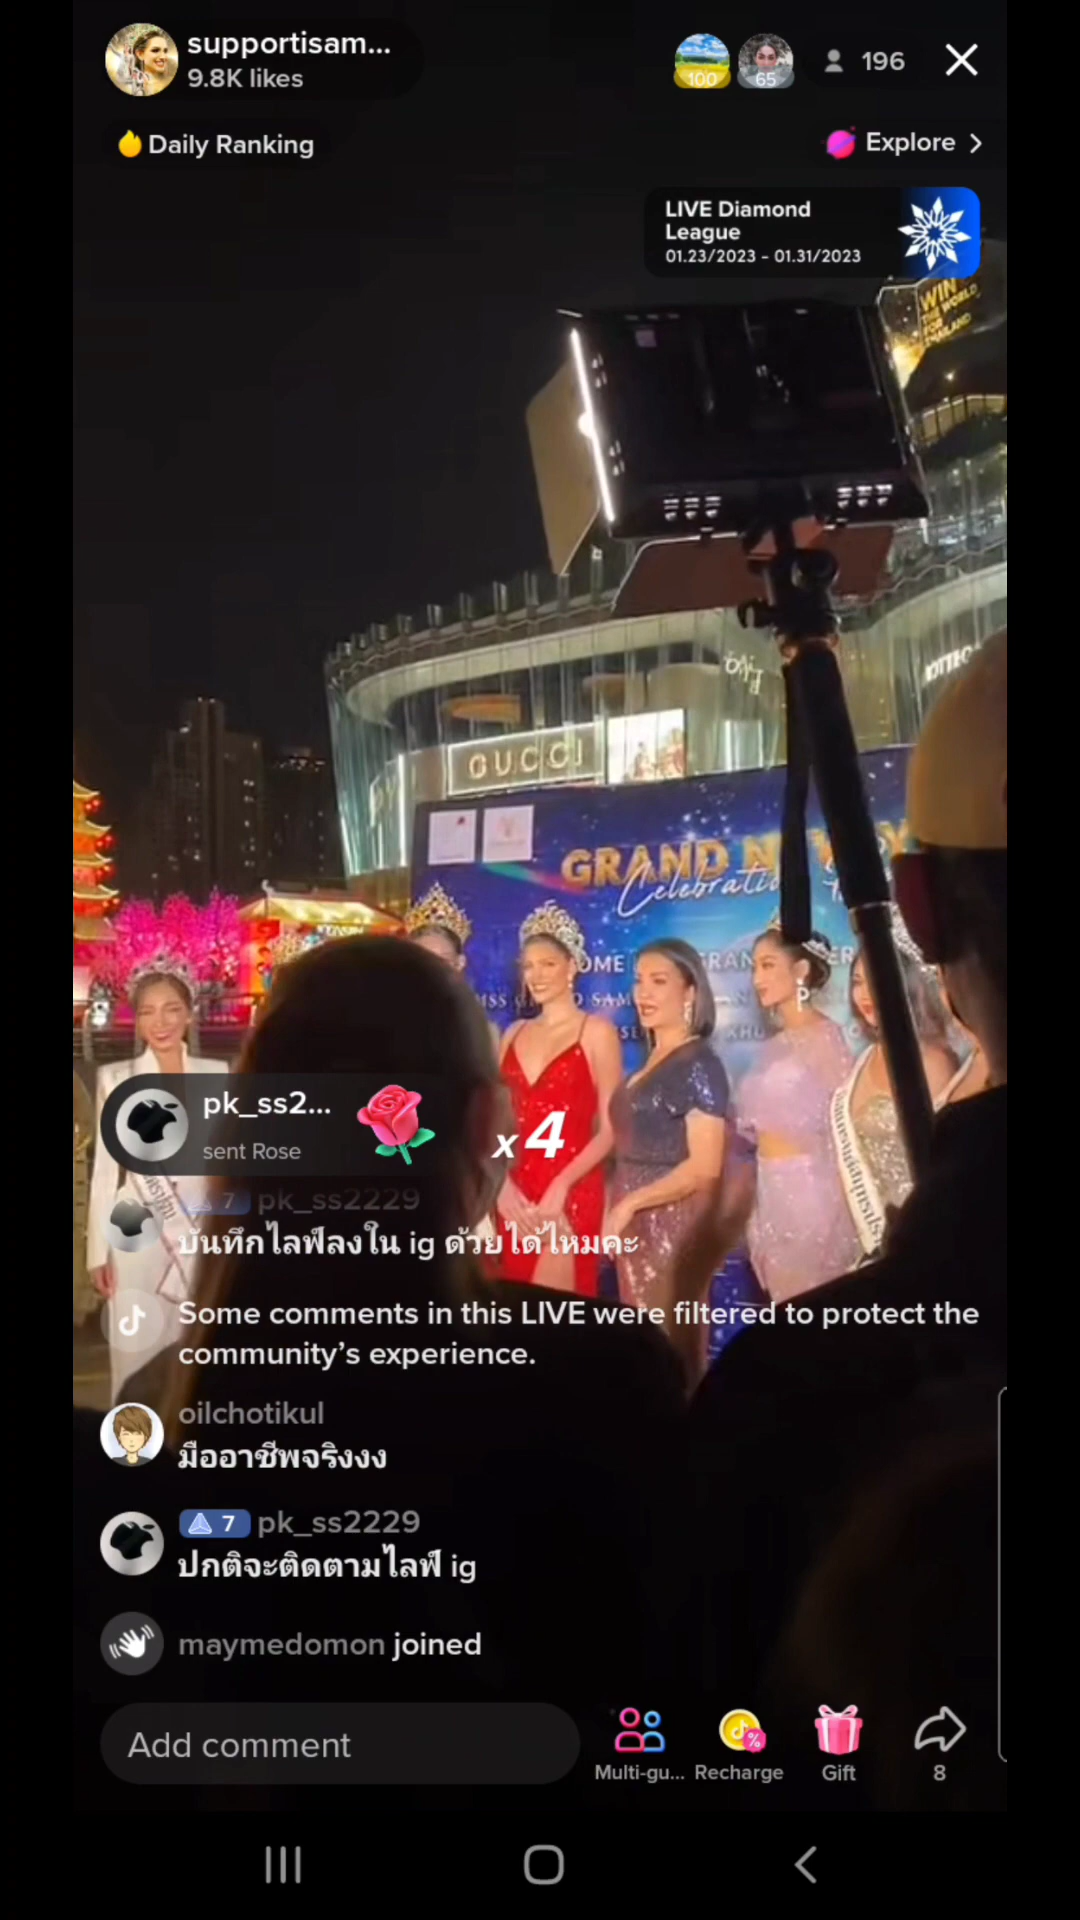 supportisam...
9.8K likes
100
65
196
Daily Ranking
Explore
LIVE Diamond
League
01.23/2023 - 01.31/2023
WIN
THE WORLD
FOR
THAILAND
GUCCI
GRAND N
Celebratio
pk_ss2...
sent Rose
x4
7 pk_ss2229
บันทึกไลฟ์ลงใน ig ด้วยได้ไหมคะ
Some comments in this LIVE were filtered to protect the
community's experience.
oilchotikul
มืออาชีพจริงงง
7 pk_ss2229
ปกติจะติดตามไลฟ์ ig
maymedomon joined
Add comment
Multi-gu...
Recharge
Gift
8